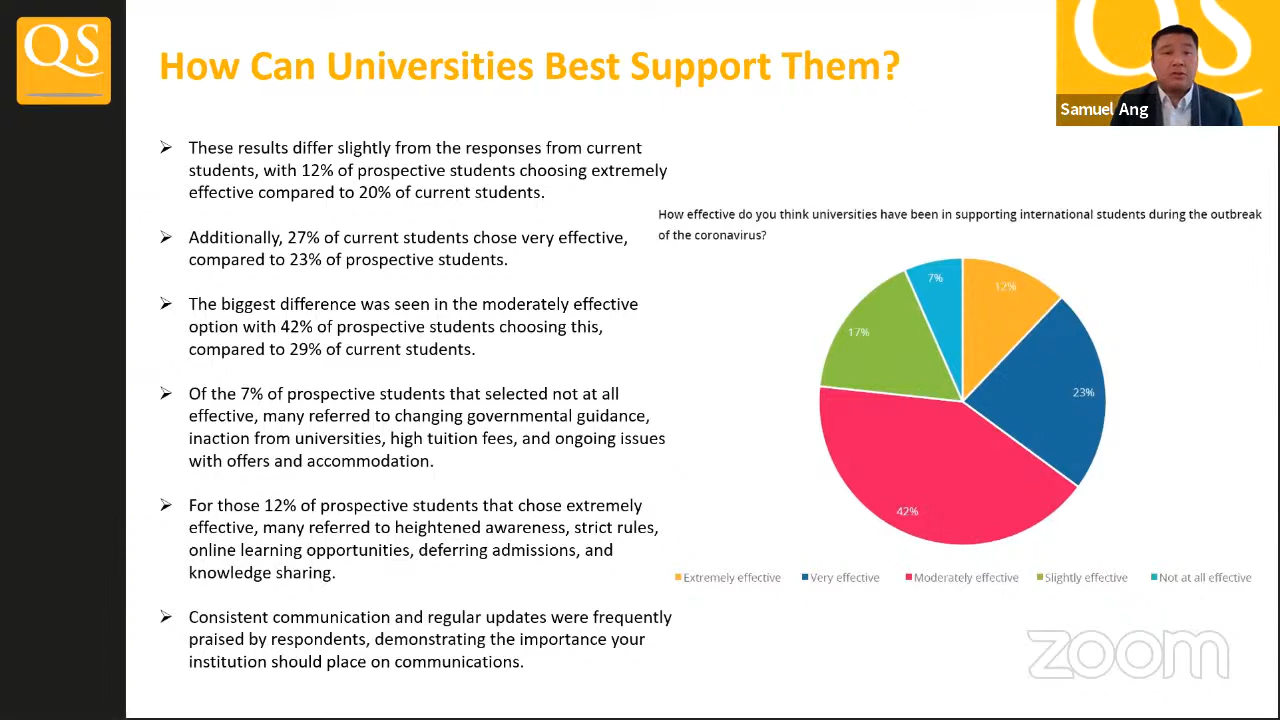 QS
How Can Universities Best Support Them?
Samuel Ang
These results differ slightly from the responses from current
students, with 12% of prospective students choosing extremely
effective compared to 20% of current students.
Additionally, 27% of current students chose very effective,
compared to 23% of prospective students.
The biggest difference was seen in the moderately effective
option with 42% of prospective students choosing this,
compared to 29% of current students.
Of the 7% of prospective students that selected not at all
effective, many referred to changing governmental guidance,
inaction from universities, high tuition fees, and ongoing issues
with offers and accommodation.
For those 12% of prospective students that chose extremely
effective, many referred to heightened awareness, strict rules,
online learning opportunities, deferring admissions, and
knowledge sharing.
Consistent communication and regular updates were frequently
praised by respondents, demonstrating the importance your
institution should place on communications.
How effective do you think universities have been in supporting international students during the outbreak
of the coronavirus?
7%
12%
17%
23%
42%
Extremely effective Very effective Moderately effective Slightly effective Not at all effective
zoom